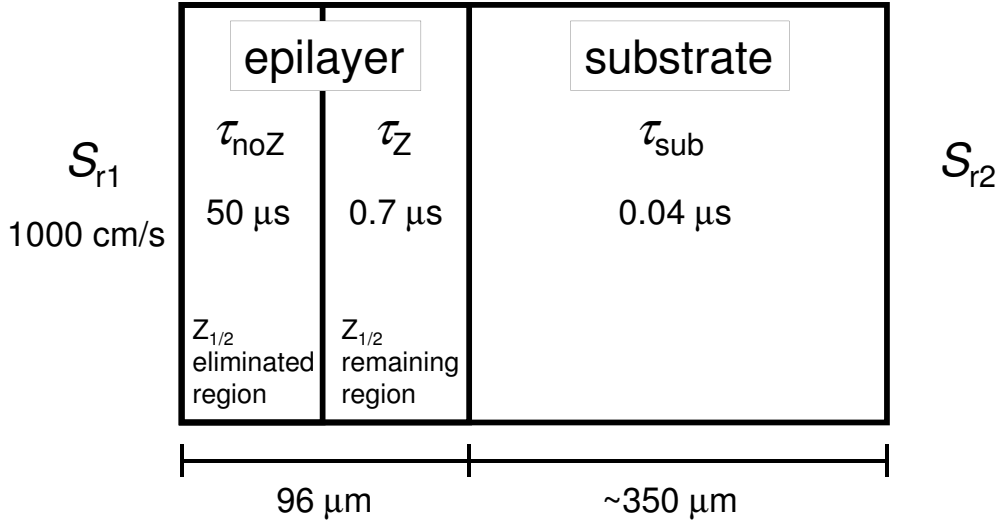 epilayer
substrate
τnoZ
τZ
τsub
Sr1
Sr2
50 μs
0.7 μs
0.04 μs
1000 cm/s
Z1/2
eliminated
region
Z1/2
remaining
region
96 μm
~350 μm